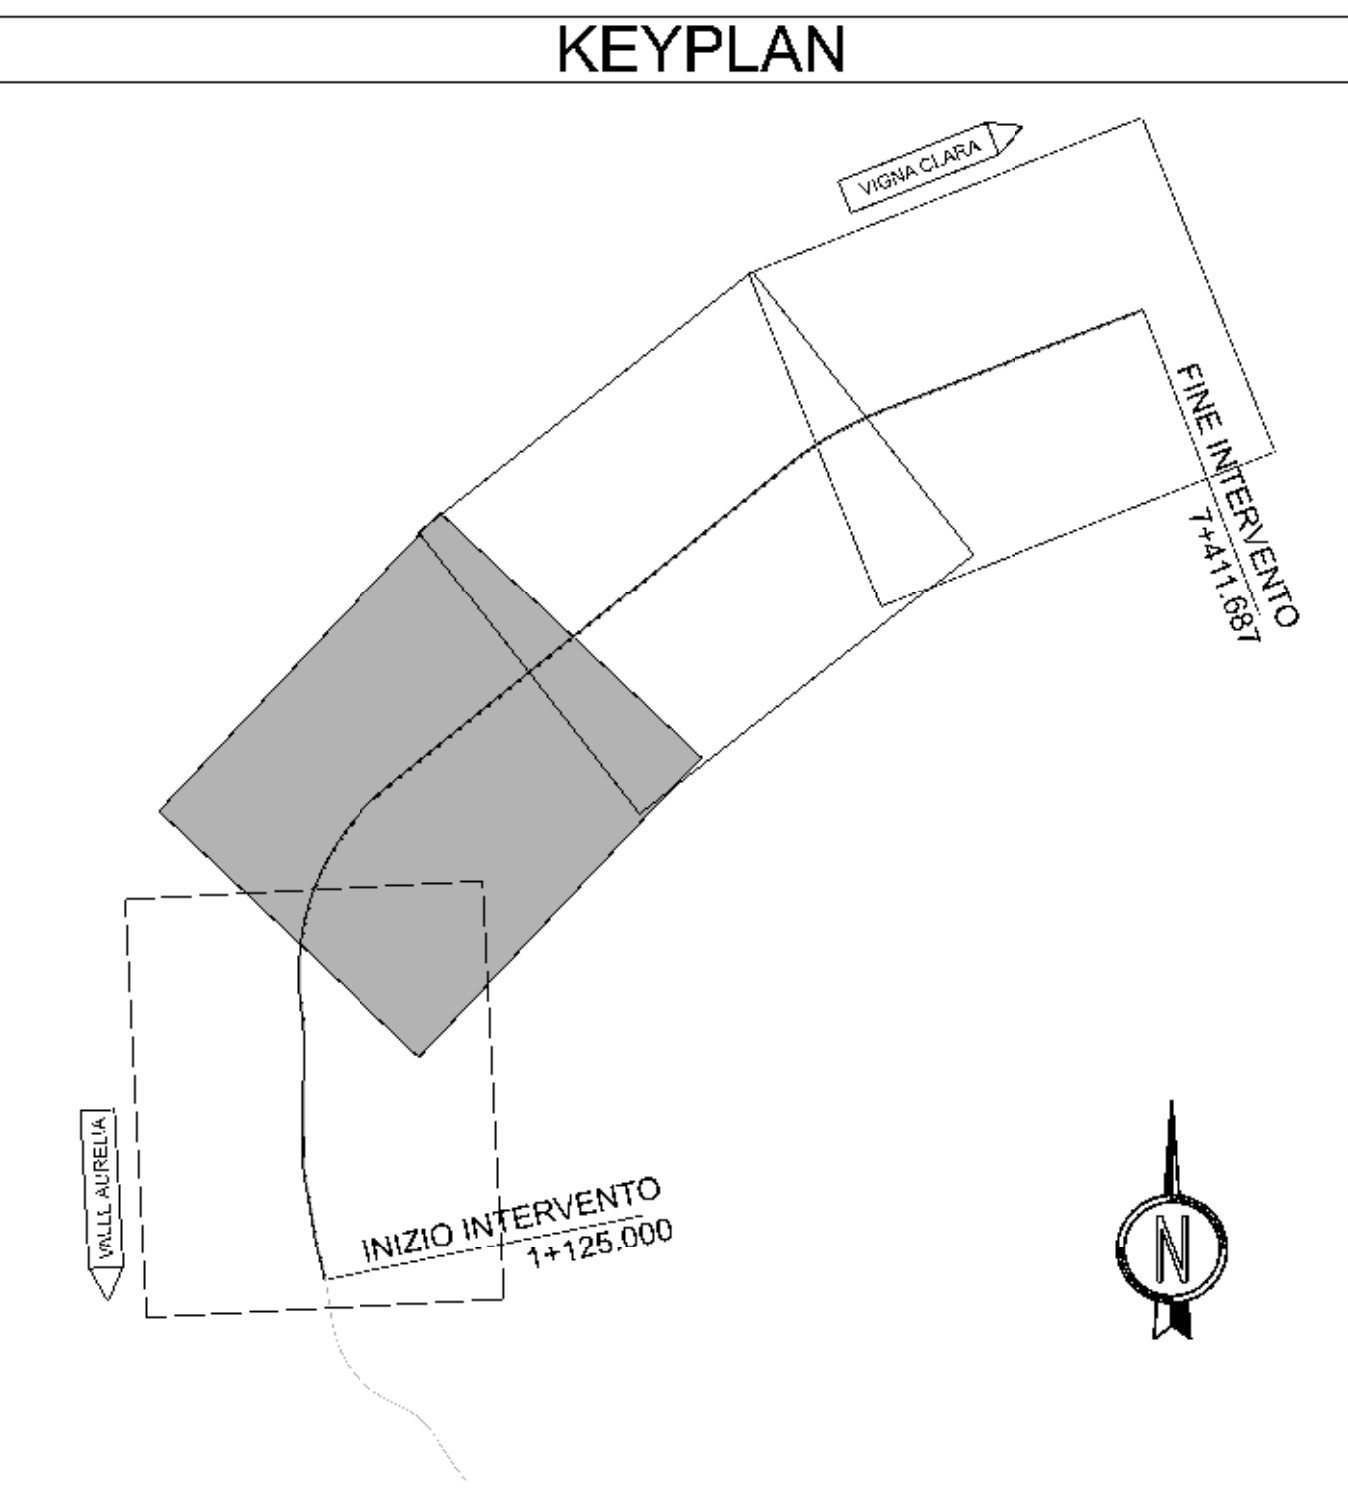 KEYPLAN
VIGNA CLARA
FINE INTERVENTO
7+411.687
VALLE AURELIA
INIZIO INTERVENTO
1+125.000
N